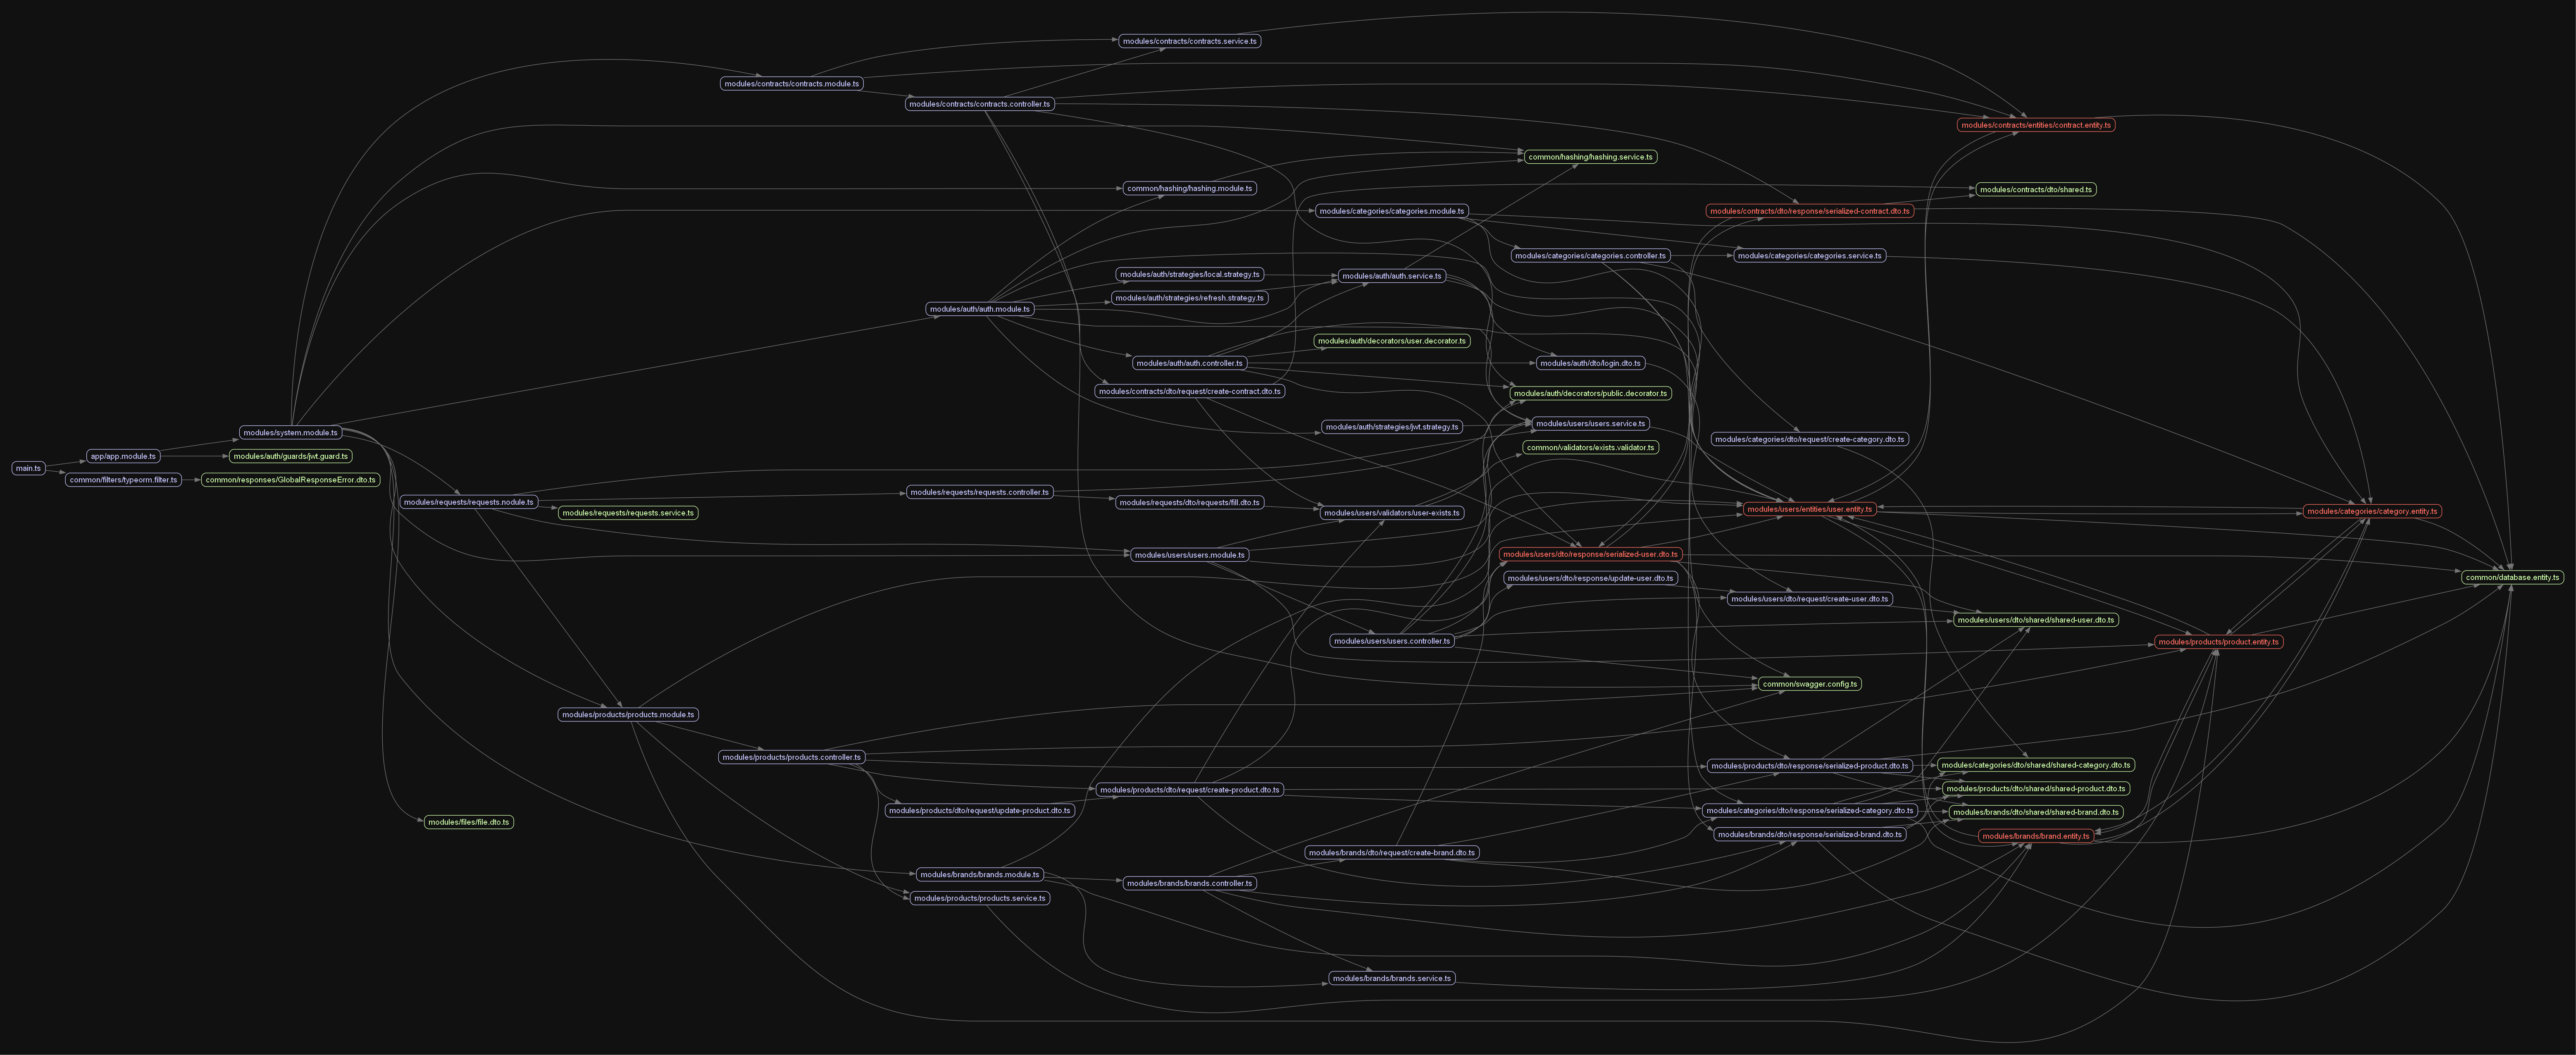 modules/contracts/contracts.service.ts
modules/contracts/contracts.module.ts
modules/contracts/contracts.controller.ts
modules/contracts/entities/contract.entity.ts
common/hashing/hashing.service.ts
common/hashing/hashing.module.ts
modules/contracts/dto/shared.ts
modules/categories/categories.module.ts
modules/contracts/dto/response/serialized-contract.dto.ts
modules/categories/categories.controller.ts
modules/categories/categories.service.ts
modules/auth/strategies/local.strategy.ts
modules/auth/auth.service.ts
modules/auth/strategies/refresh.strategy.ts
modules/auth/auth.module.ts
modules/auth/decorators/user.decorator.ts
modules/auth/auth.controller.ts
modules/auth/dto/login.dto.ts
modules/contracts/dto/request/create-contract.dto.ts
modules/auth/decorators/public.decorator.ts
modules/users/users.service.ts
modules/auth/strategies/jwt.strategy.ts
modules/system.module.ts
modules/categories/dto/request/create-category.dto.ts
common/validators/exists.validator.ts
app/app.module.ts
modules/auth/guards/jwt.guard.ts
main.ts
common/filters/typeorm.filter.ts
common/responses/GlobalResponseError.dto.ts
modules/requests/requests.controller.ts
modules/requests/requests.nodule.ts
modules/requests/dto/requests/fill.dto.ts
modules/users/entities/user.entity.ts
modules/categories/category.entity.ts
modules/requests/requests.service.ts
modules/users/validators/user-exists.ts
modules/users/users.module.ts
modules/users/dto/response/serialized-user.dto.ts
modules/users/dto/response/update-user.dto.ts
common/database.entity.ts
modules/users/dto/request/create-user.dto.ts
modules/users/dto/shared/shared-user.dto.ts
modules/users/users.controller.ts
modules/products/product.entity.ts
common/swagger.config.ts
modules/products/products.module.ts
modules/products/products.controller.ts
modules/products/dto/response/serialized-product.dto.ts
modules/categories/dto/shared/shared-category.dto.ts
modules/products/dto/request/create-product.dto.ts
modules/products/dto/shared/shared-product.dto.ts
modules/products/dto/request/update-product.dto.ts
modules/categories/dto/response/serialized-category.dto.ts
modules/brands/dto/shared/shared-brand.dto.ts
modules/files/file.dto.ts
modules/brands/dto/response/serialized-brand.dto.ts
modules/brands/brand.entity.ts
modules/brands/dto/request/create-brand.dto.ts
modules/brands/brands.module.ts
modules/brands/brands.controller.ts
modules/products/products.service.ts
modules/brands/brands.service.ts